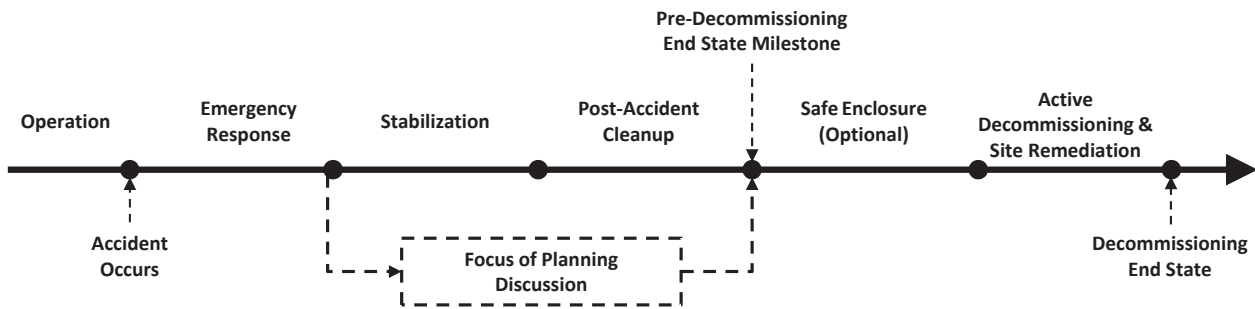 Pre-Decommissioning
End State Milestone
Operation
Emergency
Response
Stabilization
Post-Accident
Cleanup
Safe Enclosure
(Optional)
Active
Decommissioning &
Site Remediation
Accident
Occurs
Focus of Planning
Discussion
Decommissioning
End State